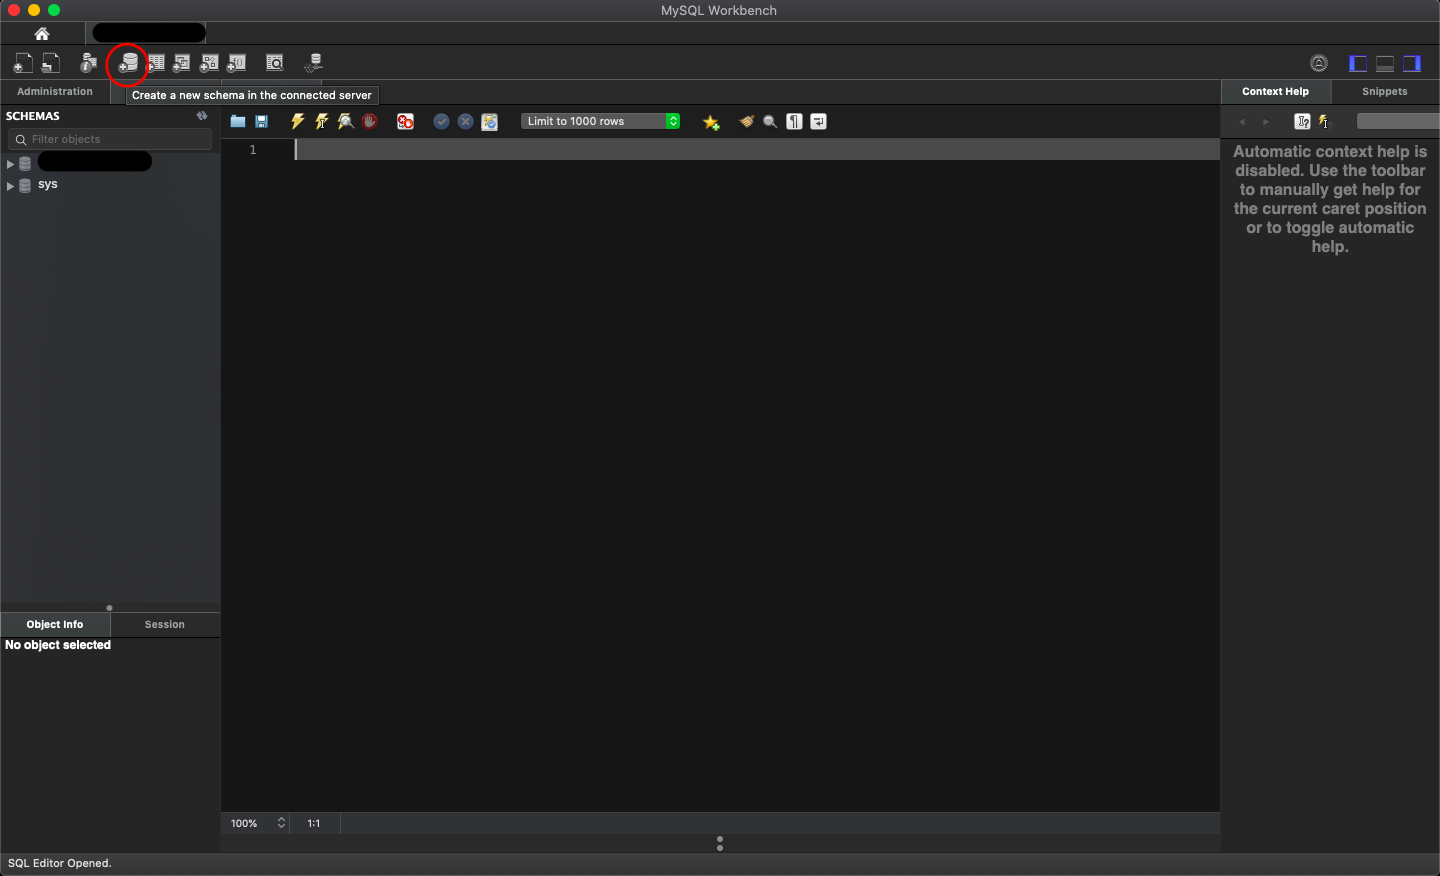 MySQL Workbench
Administration
Create a new schema in the connected server
Context Help
Snippets
SCHEMAS
Filter objects
Limit to 1000 rows
1
sys
Automatic context help is
disabled. Use the toolbar
to manually get help for
the current caret position
or to toggle automatic
help.
Object Info
Session
No object selected
100%
1:1
SQL Editor Opened.